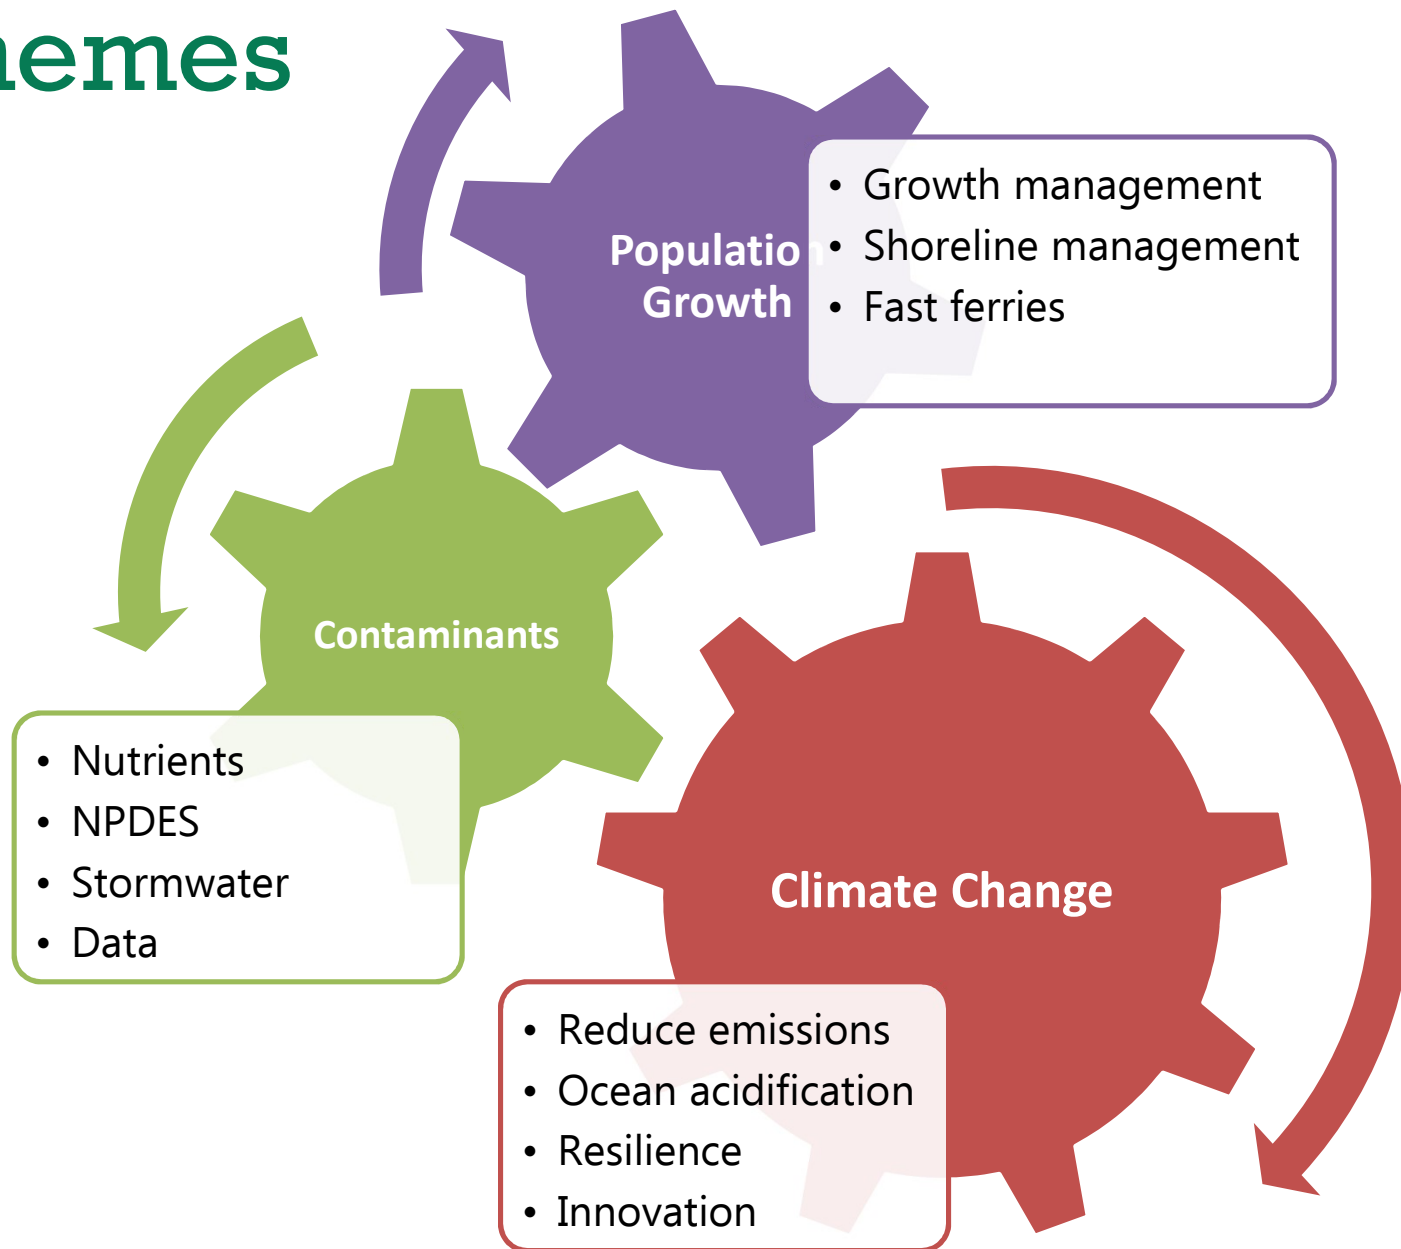 hemes
Population
Growth
• Growth management
• Shoreline management
• Fast ferries
Contaminants
• Nutrients
• NPDES
• Stormwater
• Data
Climate Change
• Reduce emissions
• Ocean acidification
• Resilience
• Innovation